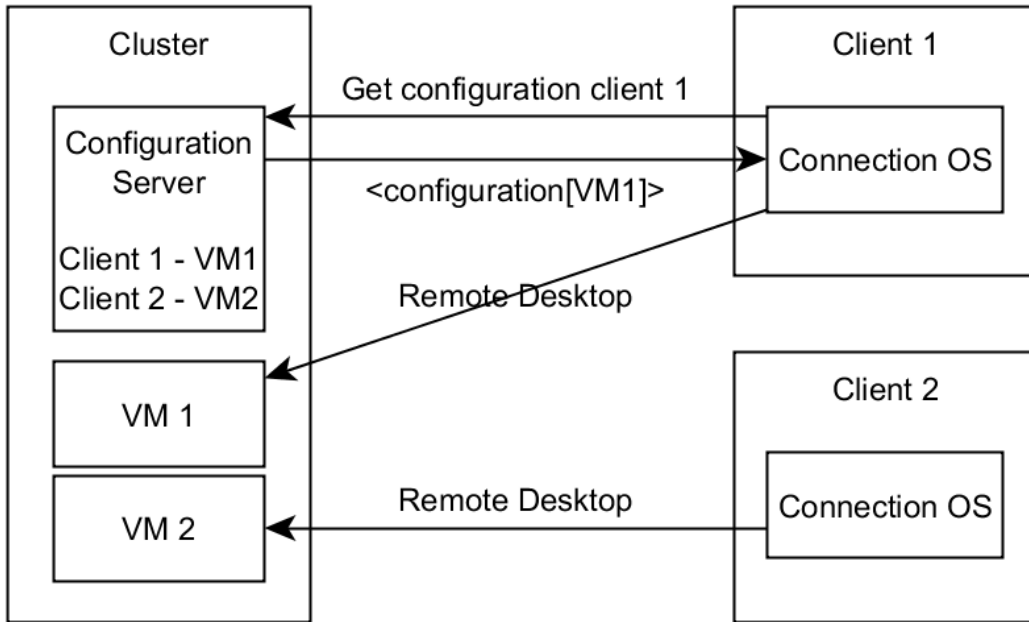 Cluster
Configuration
Server
Client 1 - VM1
Client 2 - VM2
VM 1
VM 2
Get configuration client 1
<configuration[VM1]>
Remote Desktop
Remote Desktop
Client 1
Connection OS
Client 2
Connection OS